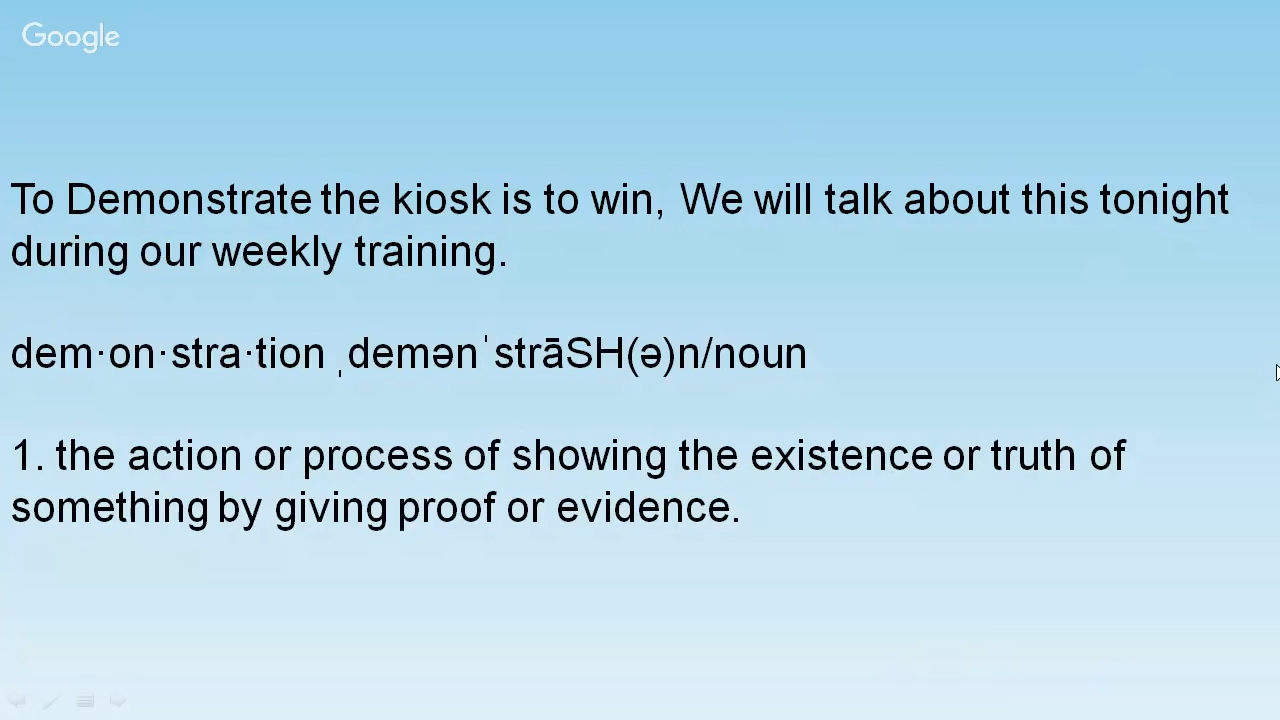 Google
To Demonstrate the kiosk is to win, We will talk about this tonight
during our weekly training.
dem·on·stra·tion ˌdemənˈstrāSH(ə)n/noun
1. the action or process of showing the existence or truth of
something by giving proof or evidence.